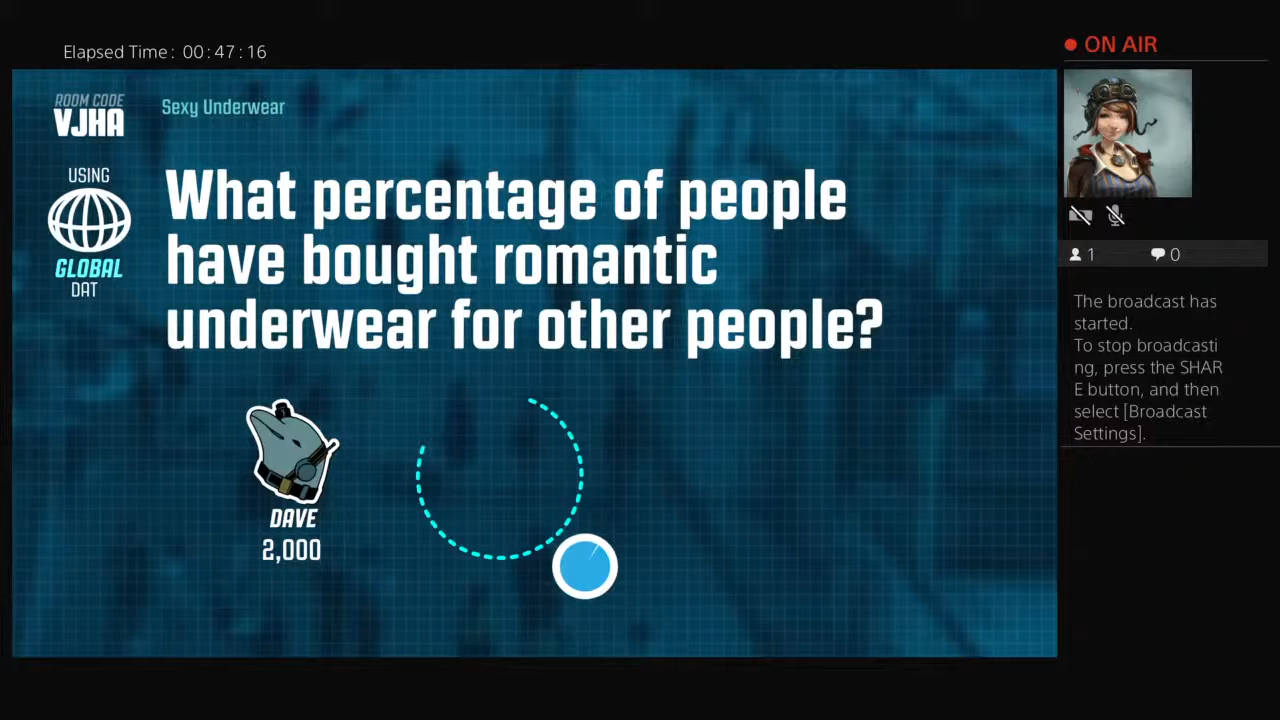 Elapsed Time: 00:47:16
ON AIR
ROOM CODE
VJHA
Sexy Underwear
USING
GLOBAL
DAT
What percentage of people
have bought romantic
underwear for other people?
DAVE
2,000
1
0
The broadcast has
started.
To stop broadcasti
ng, press the SHAR
E button, and then
select [Broadcast
Settings].